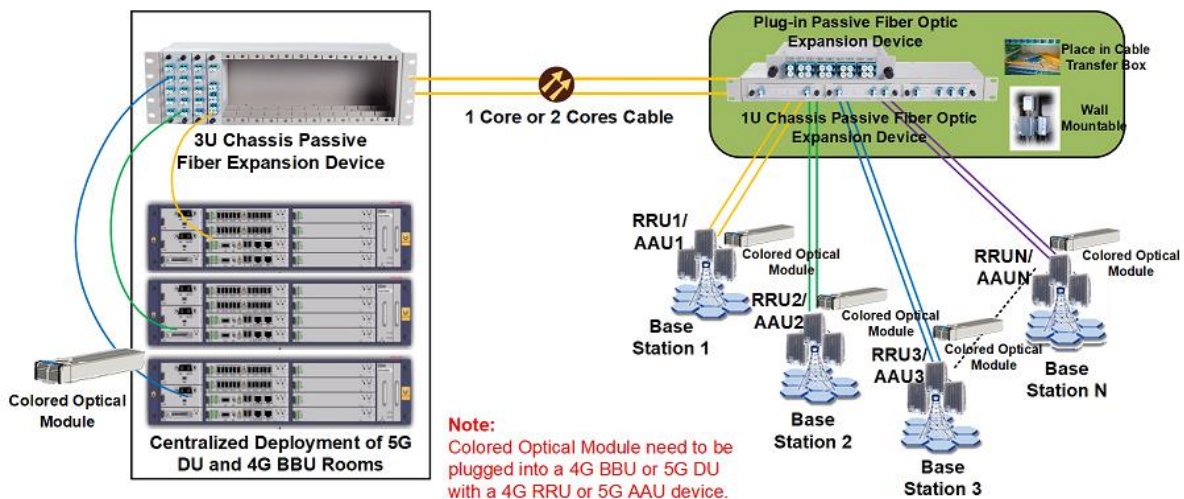 3U Chassis Passive
Fiber Expansion Device
Centralized Deployment of 5G
DU and 4G BBU Rooms
Colored Optical
Module
1 Core or 2 Cores Cable
Plug-in Passive Fiber Optic
Expansion Device
1U Chassis Passive Fiber Optic
Expansion Device
Place in Cable
Transfer Box
Wall
Mountable
RRU1/
AAU1
Colored Optical
Module
Base
Station 1
RRU2/
AAU2
Colored Optical
Module
Base
Station 2
RRU3/
AAU3
Colored Optical
Module
Base
Station 3
RRUN/
AAUN
Colored Optical
Module
Base
Station N
Note:
Colored Optical Module need to be
plugged into a 4G BBU or 5G DU
with a 4G RRU or 5G AAU device.